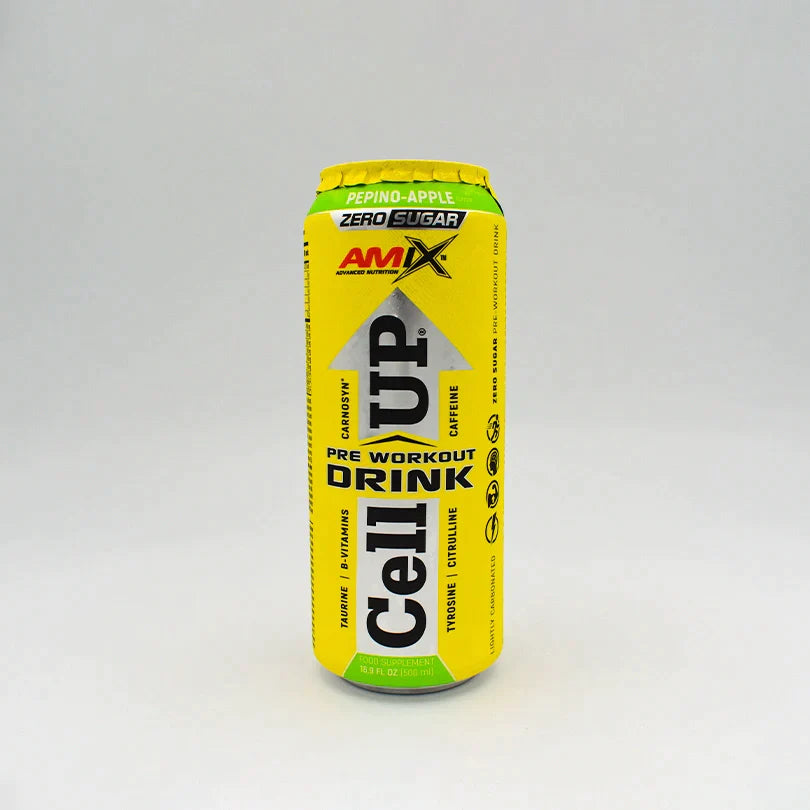 PEPINO-APPLE
ZERO SUGAR
AMIX™
ADVANCED NUTRITION
Cell UP®
CARNOSYN®
CAFFEINE
PRE WORKOUT
DRINK
TAURINE | B-VITAMINS
TYROSINE | CITRULLINE
FOOD SUPPLEMENT
16.9 FL OZ (500 ml)
ZERO SUGAR PRE-WORKOUT DRINK
LIGHTLY CARBONATED